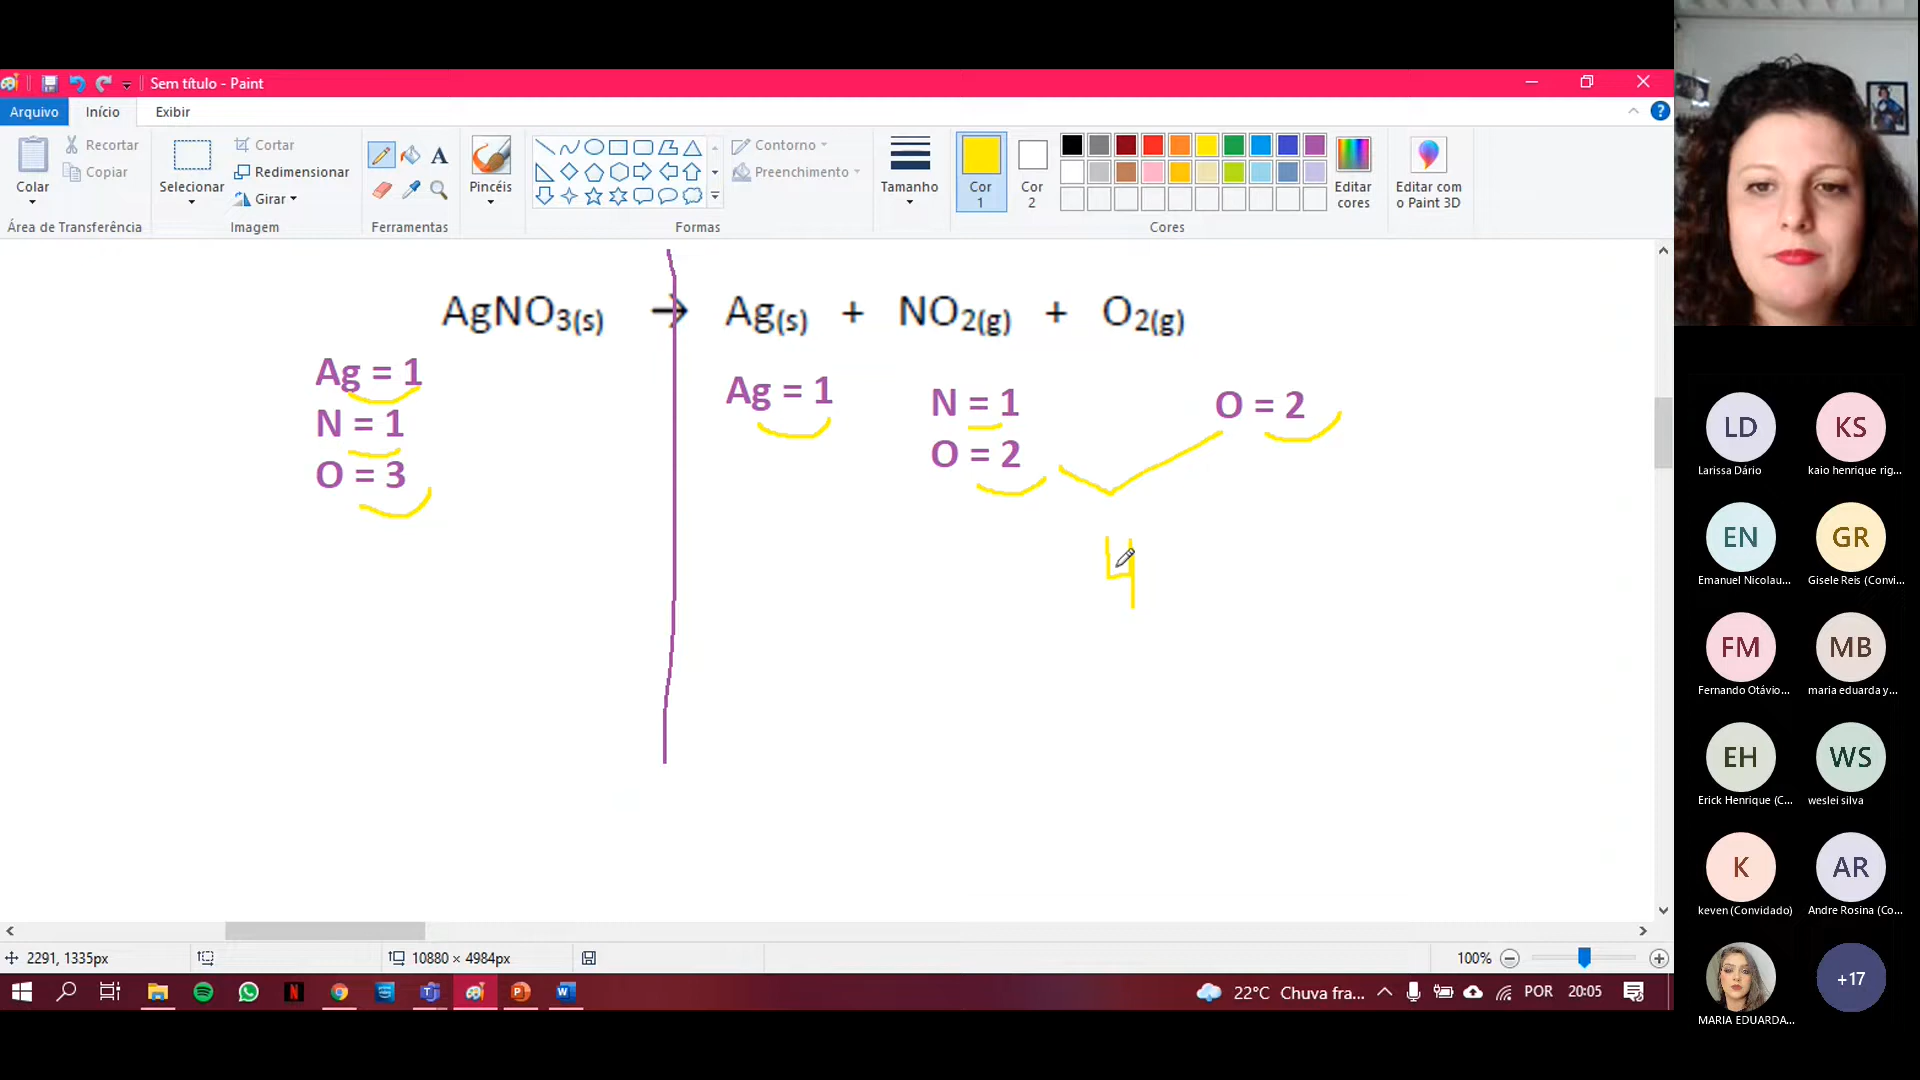 Sem título - Paint
Arquivo Início Exibir
Colar
Recortar
Copiar
Área de Transferência
Selecionar
Cortar
Redimensionar
Girar
Imagem
A
Ferramentas
Pincéis
Formas
Contorno
Preenchimento
Tamanho
Cor 1
Cor 2
Editar cores
Editar com o Paint 3D
Cores
AgNO3(s) → Ag(s) + NO2(g) + O2(g)
Ag = 1
N = 1
O = 3
Ag = 1
N = 1
O = 2
O = 2
4
LD
Larissa Dário
KS
kaio henrique rig...
EN
Emanuel Nicolau...
GR
Gisele Reis (Convi...
FM
Fernando Otávio...
MB
maria eduarda y...
EH
Erick Henrique (C...
WS
weslei silva
K
keven (Convidado)
AR
Andre Rosina (Co...
MARIA EDUARDA...
+17
2291, 1335px
10880 × 4984px
100%
22°C Chuva fra... POR 20:05